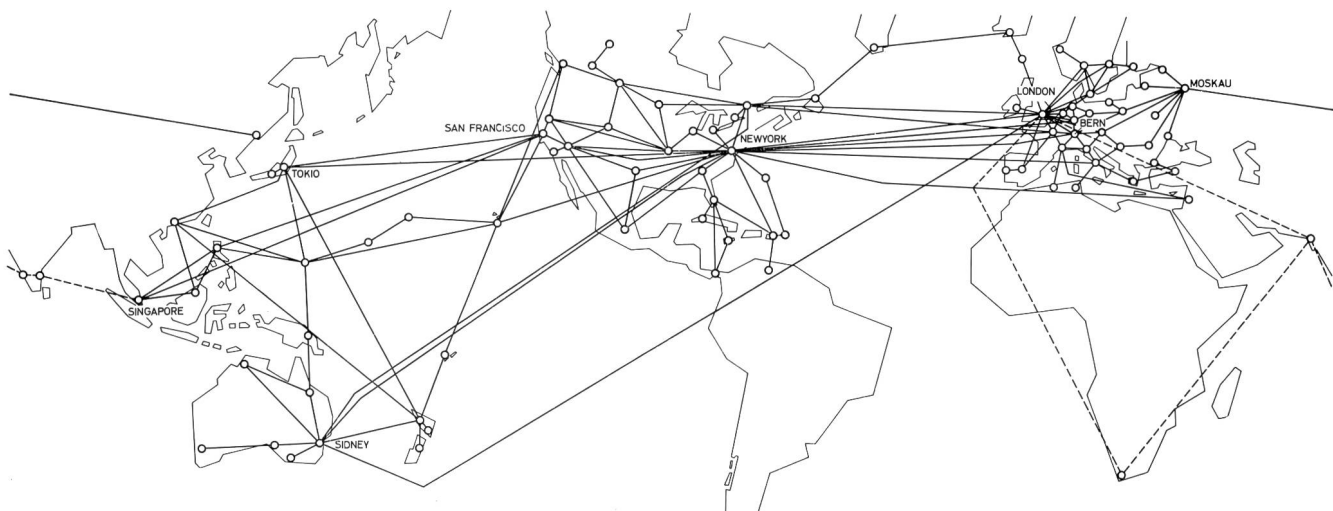 MOSKAU
LONDON
BERN
SAN FRANCISCO
NEWYORK
TOKIO
SINGAPORE
SIDNEY